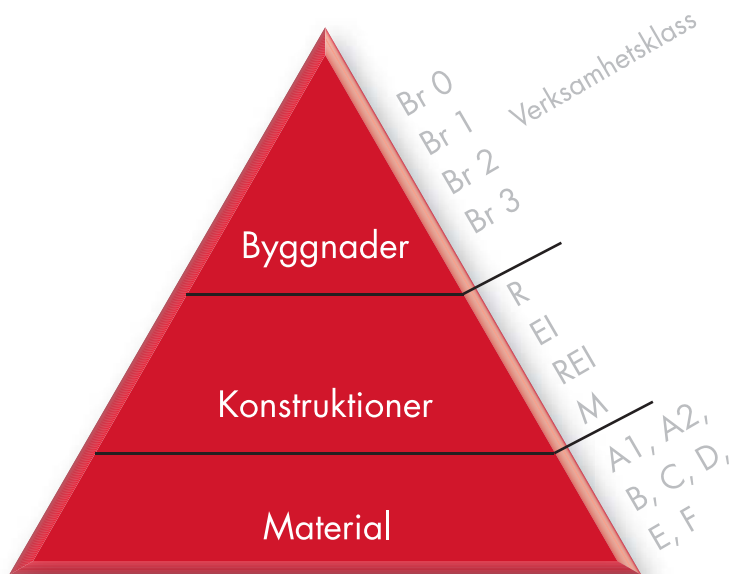 Verksamhetsklass
Br 0
Br 1
Br 2
Br 3
Byggnader
R
EI
REI
M
Konstruktioner
A1, A2,
B, C, D,
E, F
Material